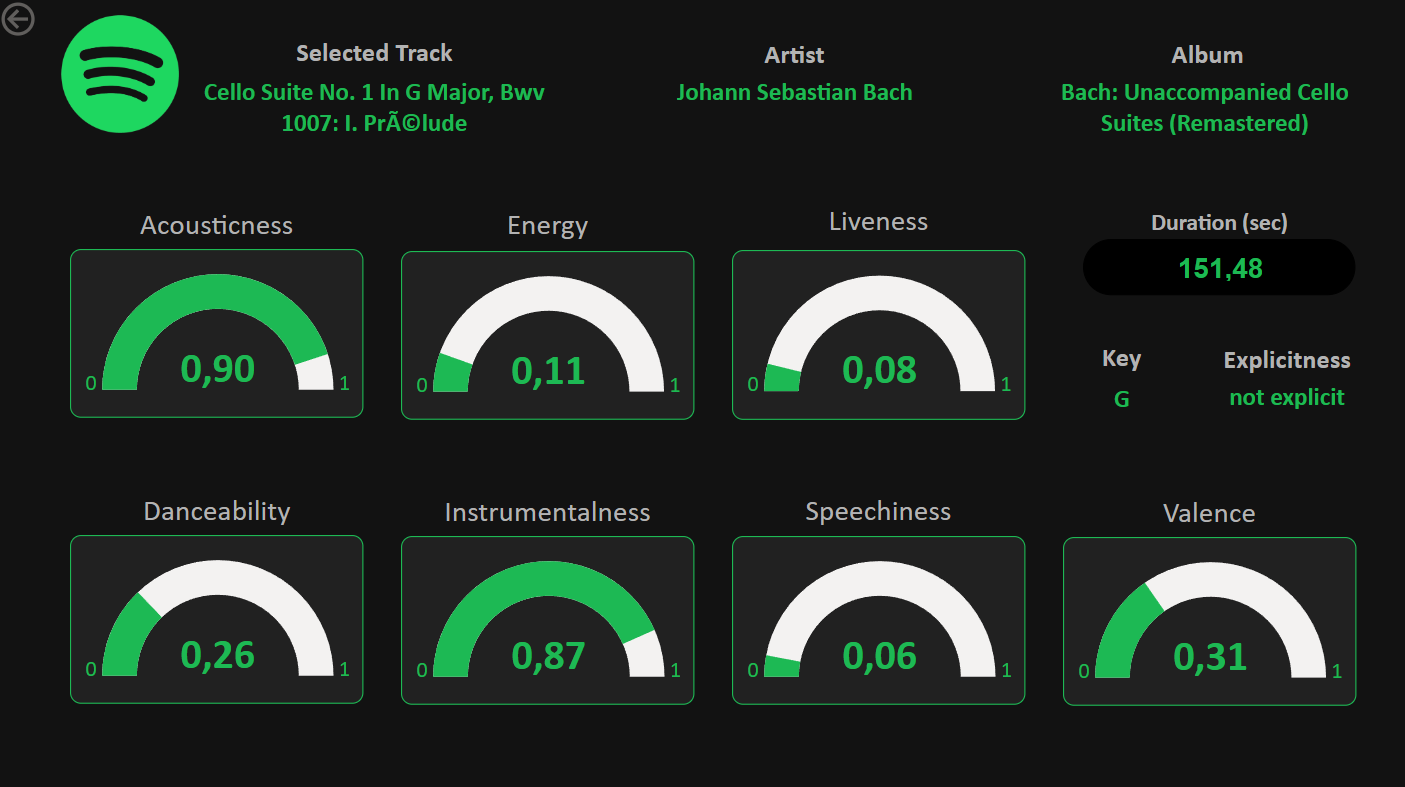 Selected Track
Cello Suite No. 1 In G Major, Bwv
1007: I. PrÃ©lude
Artist
Johann Sebastian Bach
Album
Bach: Unaccompanied Cello
Suites (Remastered)
Acousticness
0
0,90
1
Energy
0
0,11
1
Liveness
0
0,08
1
Duration (sec)
151,48
Key
G
Explicitness
not explicit
Danceability
0
0,26
1
Instrumentalness
0
0,87
1
Speechiness
0
0,06
1
Valence
0
0,31
1